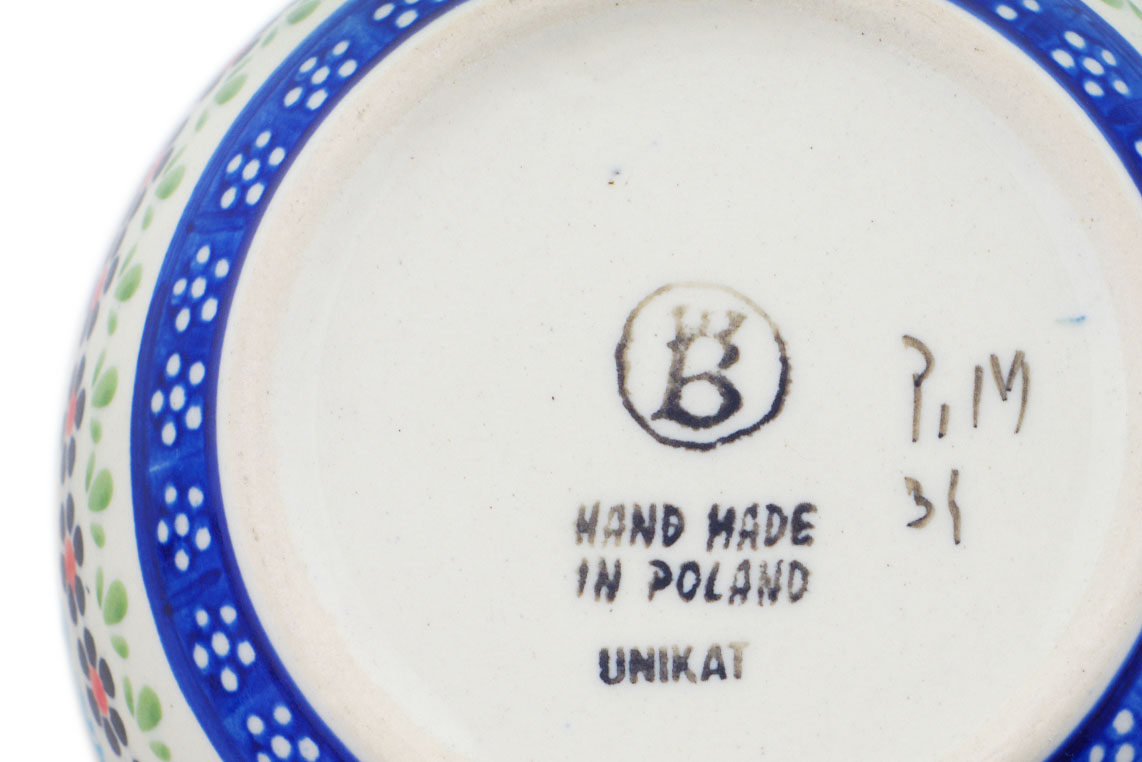 B
HAND MADE
IN POLAND
UNIKAT
P.M